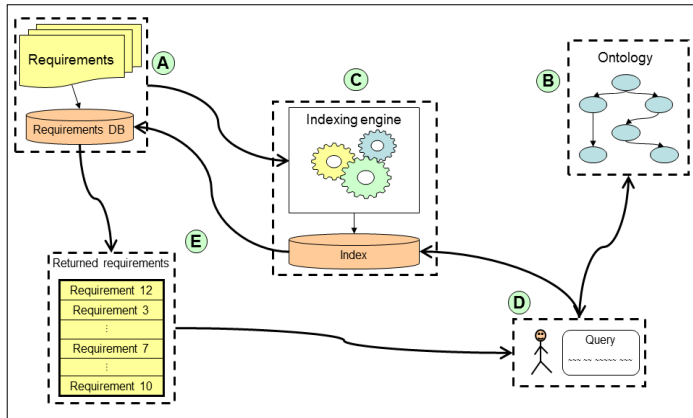 Requirements
Requirements DB
A
C
Indexing engine
Index
B
Ontology
E
Returned requirements
Requirement 12
Requirement 3
⋮
Requirement 7
⋮
Requirement 10
D
Query
~~~ ~~ ~~~~~ ~~~